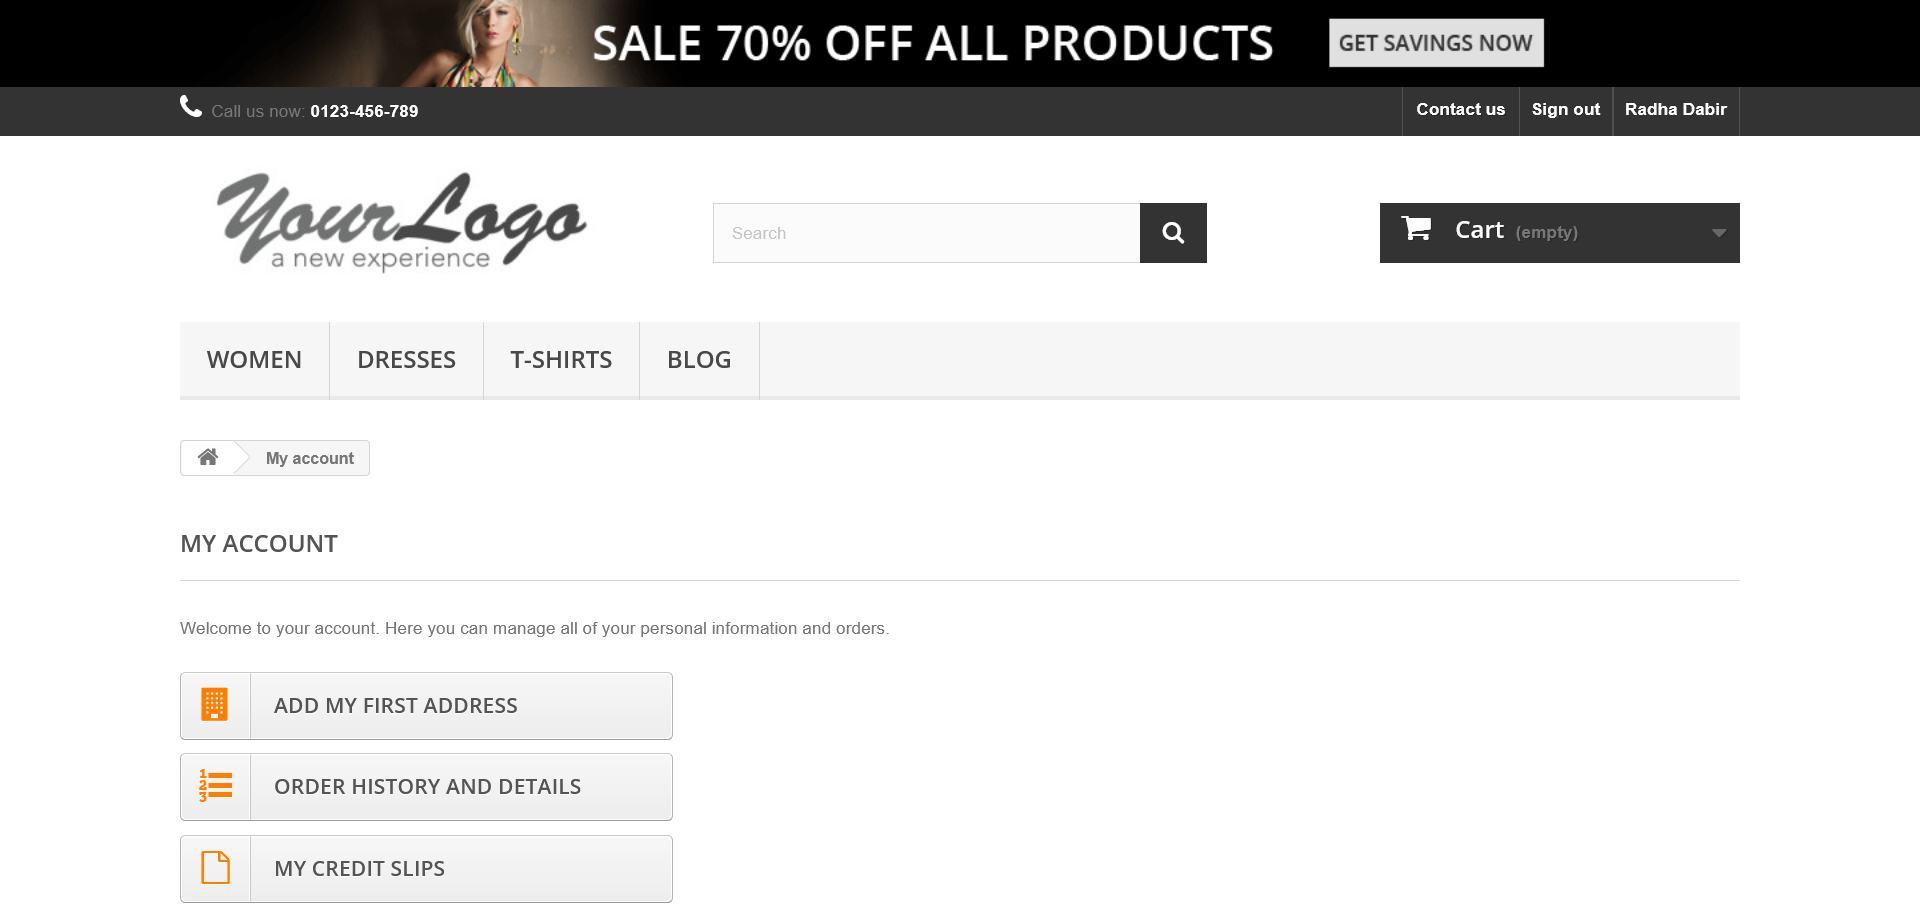 SALE 70% OFF ALL PRODUCTS GET SAVINGS NOW
Call us now: 0123-456-789 Contact us Sign out Radha Dabir
Your Logo
a new experience
Search
Cart (empty)
WOMEN DRESSES T-SHIRTS BLOG
My account
MY ACCOUNT
Welcome to your account. Here you can manage all of your personal information and orders.
ADD MY FIRST ADDRESS
1
2
3
ORDER HISTORY AND DETAILS
MY CREDIT SLIPS